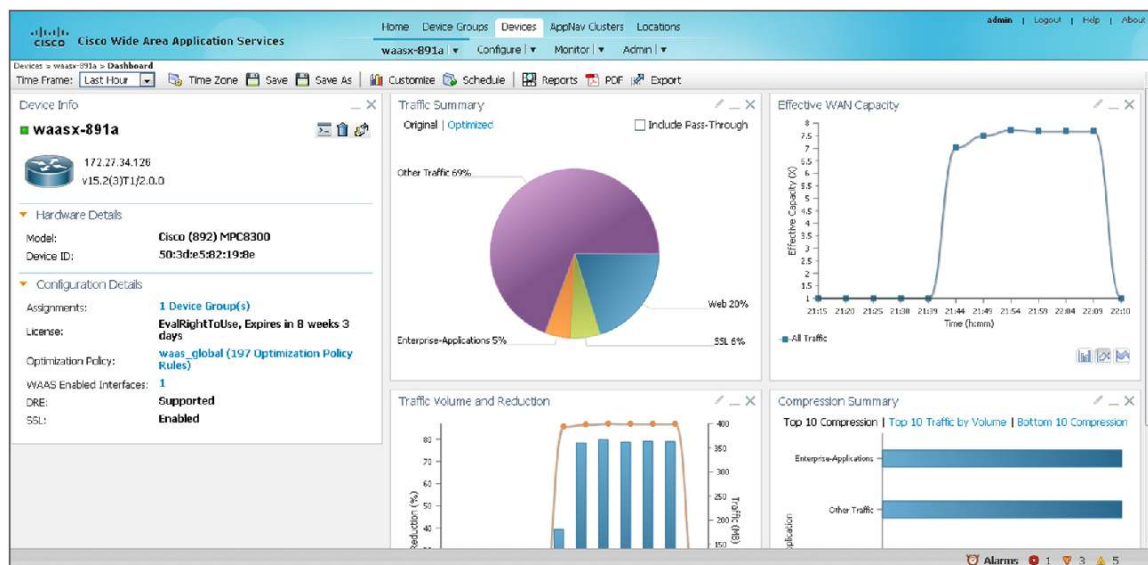 Home Device Groups Devices AppNav Clusters Locations
admin | Logout | Help | About
cisco Cisco Wide Area Application Services
waasx-891a | Configure | Monitor | Admin |
Devices > waasx-891a > Dashboard
Time Frame: Last Hour Time Zone Save Save As | Customize Schedule | Reports PDF Export
Device Info
waasx-891a
172.27.34.126
v15.2(3)T1/2.0.0
Hardware Details
Model: Cisco (892) MPC8300
Device ID: 50:3d:e5:82:19:8e
Configuration Details
Assignments: 1 Device Group(s)
License: EvalRightToUse, Expires in 8 weeks 3
days
Optimization Policy: waas_global (197 Optimization Policy
Rules)
WAAS Enabled Interfaces: 1
DRE: Supported
SSL: Enabled
Traffic Summary
Original | Optimized Include Pass-Through
Other Traffic 69%
Web 20%
SSL 6%
Enterprise-Applications 5%
Effective WAN Capacity
Effective Capacity (X)
8
7.5
7
6.5
6
5.5
5
4.5
4
3.5
3
2.5
2
1.5
1
21:15 21:20 21:25 21:30 21:39 21:44 21:49 21:54 21:59 22:04 22:09 22:10
Time (h:mm)
All Traffic
Traffic Volume and Reduction
Reduction (%)
80
70
60
50
40
400
350
300
250
200
150
Traffic (MB)
Compression Summary
Top 10 Compression | Top 10 Traffic by Volume | Bottom 10 Compression
Enterprise-Applications
Other Traffic
Application
Alarms 1 3 5